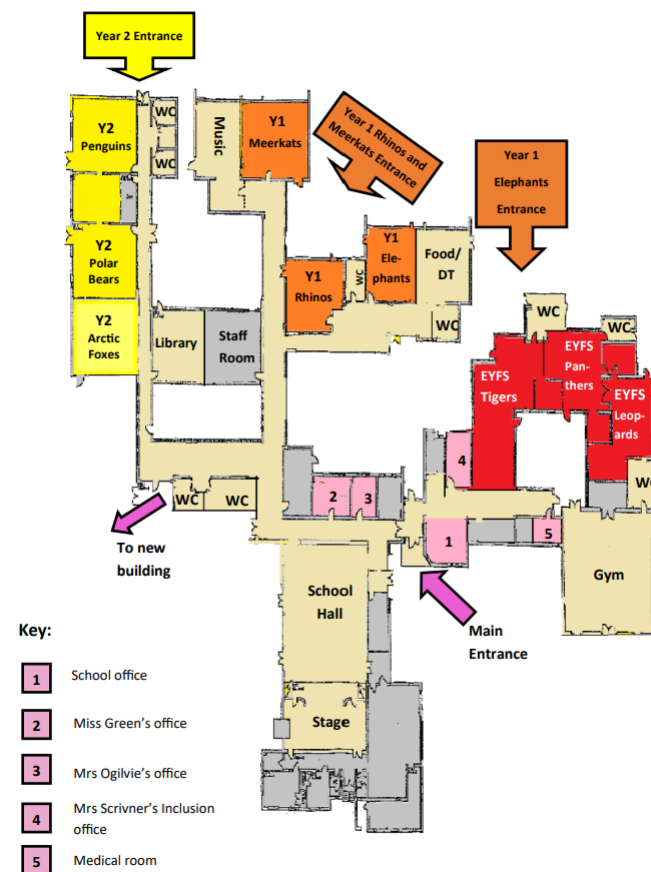 Year 2 Entrance
WC
WC
Y2
Penguins
Y2
Polar
Bears
Y2
Arctic
Foxes
Music
Y1
Meerkats
Year 1 Rhinos and
Meerkats Entrance
Year 1
Elephants
Entrance
Y1
Rhinos
WC
Y1
Ele-
phants
Food/
DT
WC
Library
Staff
Room
WC
WC
EYFS
Tigers
EYFS
Pan-
thers
EYFS
Leop-
ards
WC
WC
WC
2
3
4
1
5
Gym
To new
building
School
Hall
Stage
Main
Entrance
Key:
1 School office
2 Miss Green's office
3 Mrs Ogilvie's office
4 Mrs Scrivner's Inclusion
office
5 Medical room